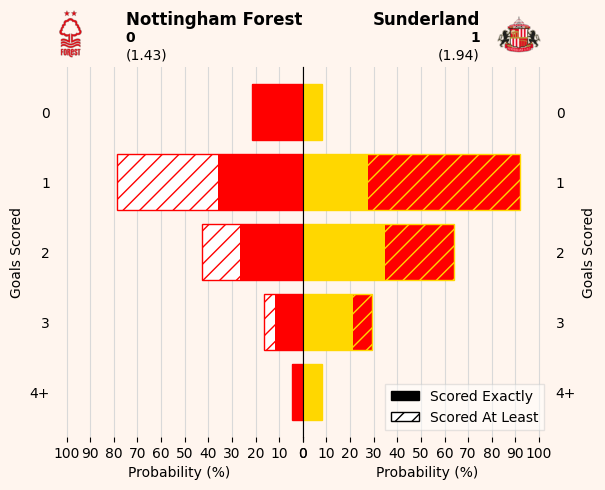 Nottingham Forest
0
(1.43)
Sunderland
1
(1.94)
FOREST
0
1
2
3
4+
Goals Scored
0
1
2
3
4+
Goals Scored
Scored Exactly
Scored At Least
100 90 80 70 60 50 40 30 20 10 0
0 10 20 30 40 50 60 70 80 90 100
Probability (%)
Probability (%)